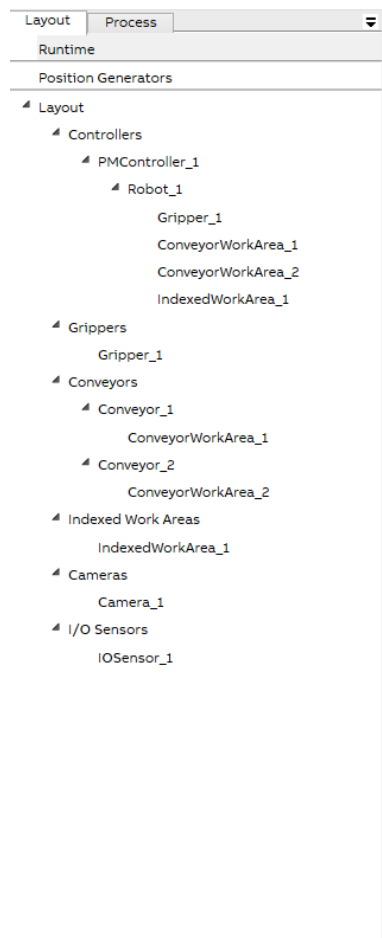 Layout Process
Runtime
Position Generators
Layout
Controllers
PMController_1
Robot_1
Gripper_1
ConveyorWorkArea_1
ConveyorWorkArea_2
IndexedWorkArea_1
Grippers
Gripper_1
Conveyors
Conveyor_1
ConveyorWorkArea_1
Conveyor_2
ConveyorWorkArea_2
Indexed Work Areas
IndexedWorkArea_1
Cameras
Camera_1
I/O Sensors
IOSensor_1